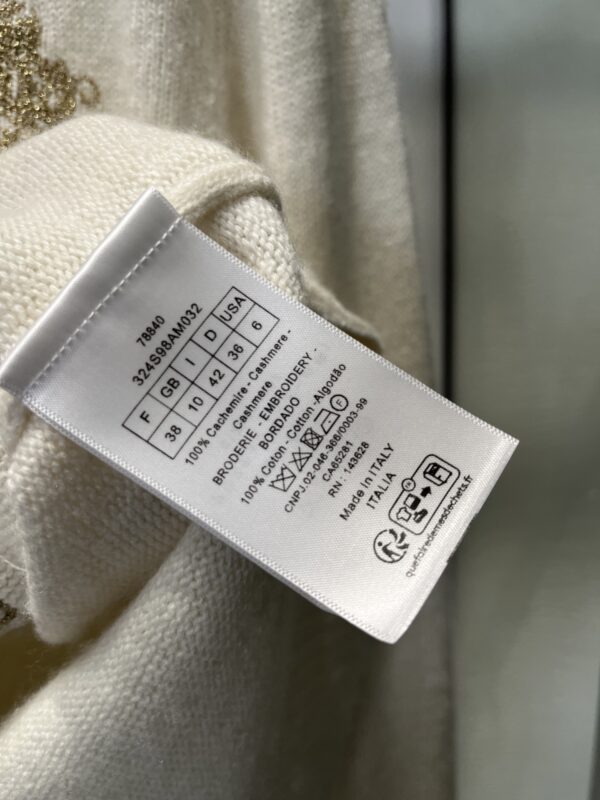 78840
324S98AM032
F GB I D USA
38 10 42 36 6
100% Cachemire - Cashmere -
Cashmere
BRODERIE - EMBROIDERY -
BORDADO
100% Coton - Cotton - Algodão
CNPJ.02-046-366/0003-99
CA65281
RN : 143628
Made in ITALY
ITALIA
quefairedemesdechets.fr